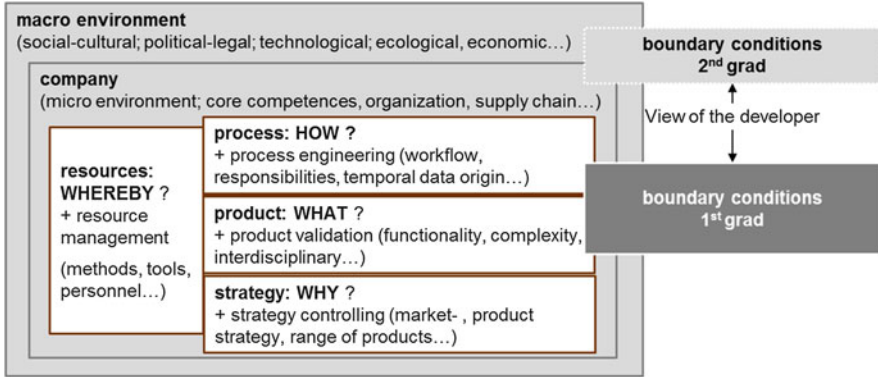 macro environment
(social-cultural; political-legal; technological; ecological, economic…)
company
(micro environment; core competences, organization, supply chain…)
resources:
WHEREBY ?
+ resource
management
(methods, tools,
personnel…)
process: HOW ?
+ process engineering (workflow,
responsibilities, temporal data origin…)
product: WHAT ?
+ product validation (functionality, complexity,
interdisciplinary…)
strategy: WHY ?
+ strategy controlling (market- , product
strategy, range of products…)
boundary conditions
2nd grad
View of the developer
boundary conditions
1st grad